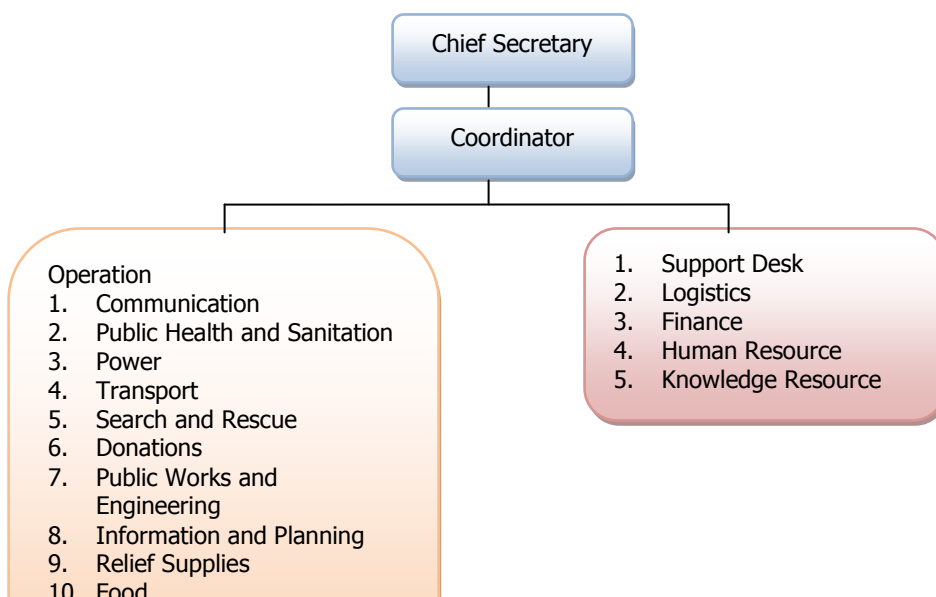 Chief Secretary
Coordinator
Operation
1. Communication
2. Public Health and Sanitation
3. Power
4. Transport
5. Search and Rescue
6. Donations
7. Public Works and
Engineering
8. Information and Planning
9. Relief Supplies
10. Food
1. Support Desk
2. Logistics
3. Finance
4. Human Resource
5. Knowledge Resource